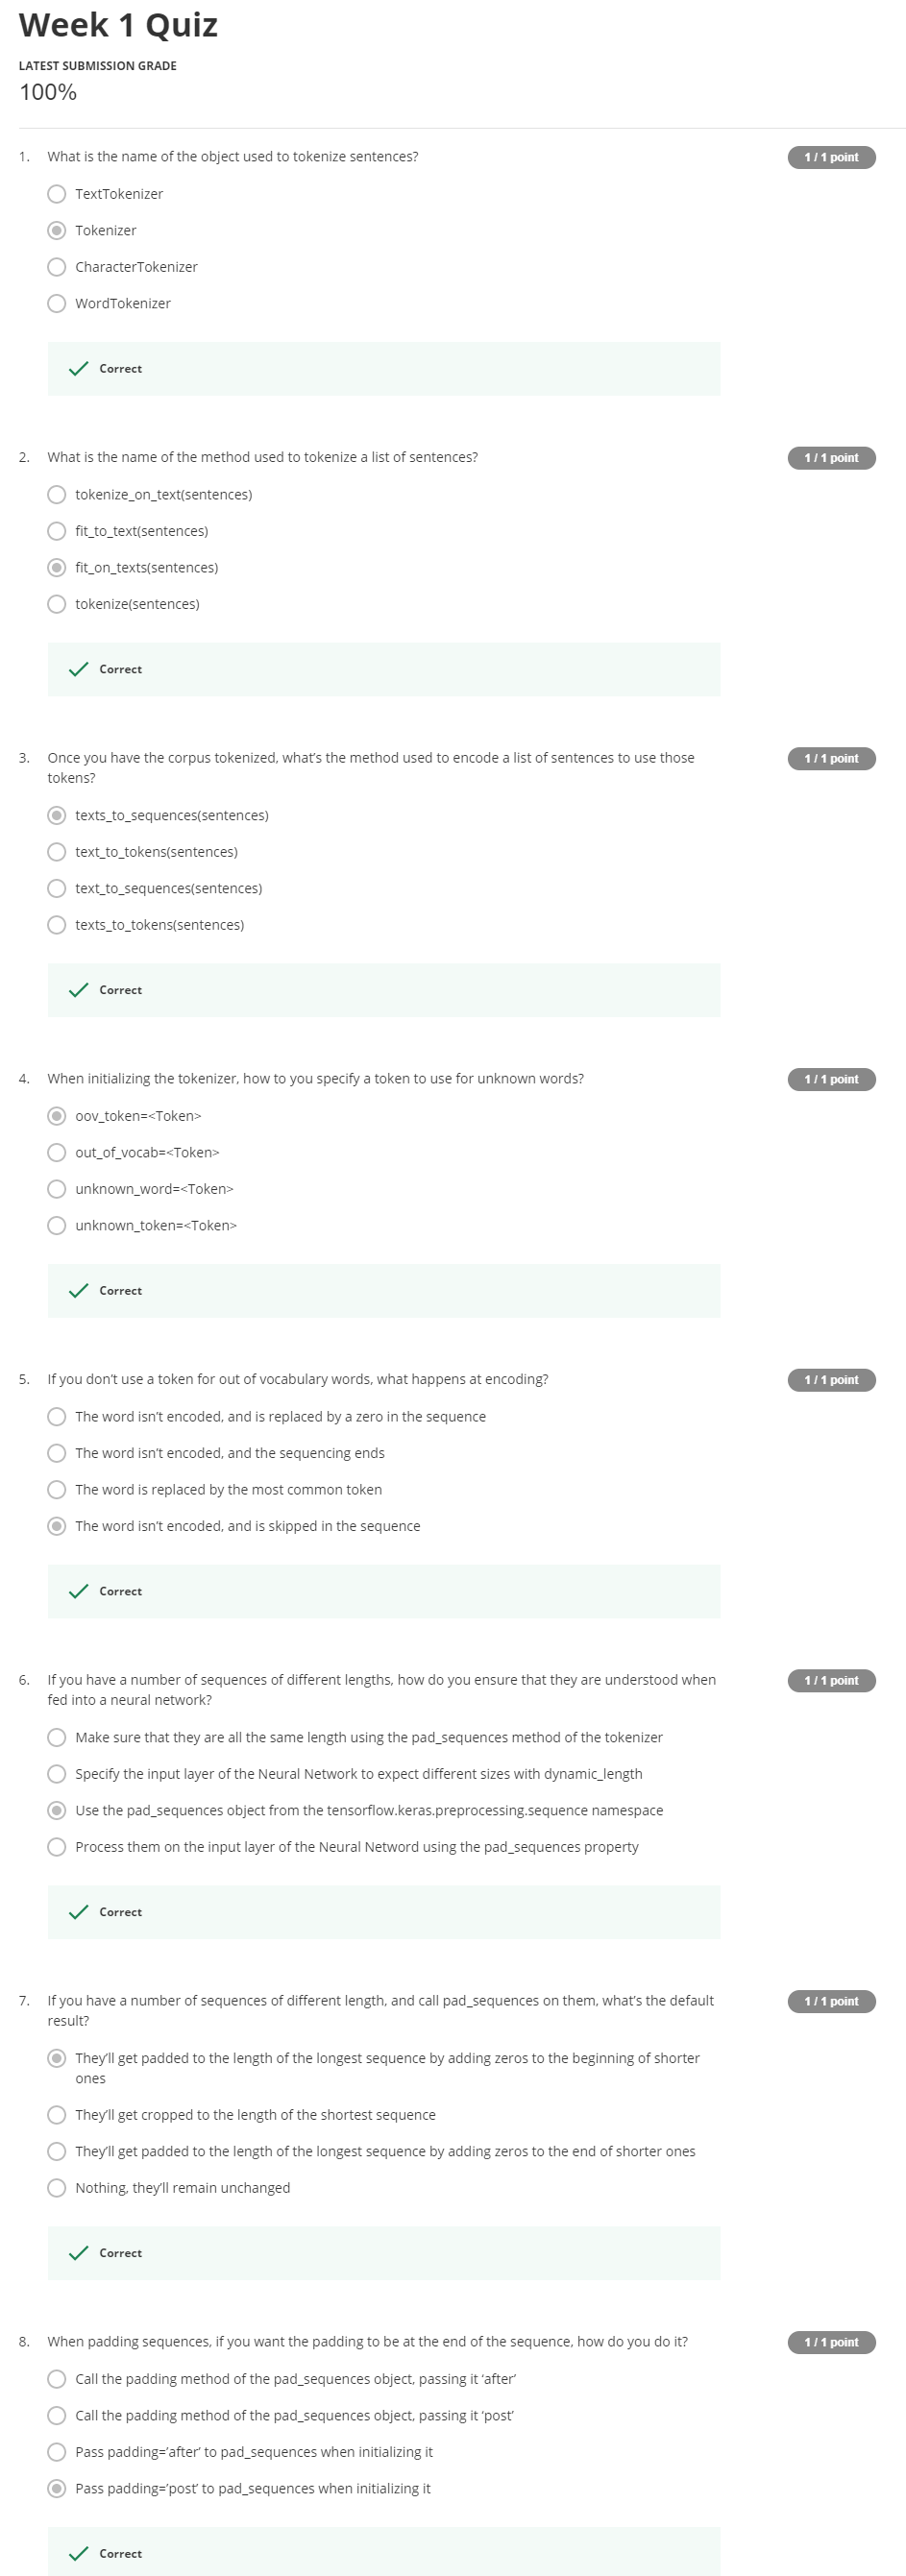 Week 1 Quiz
LATEST SUBMISSION GRADE
100%
1. What is the name of the object used to tokenize sentences? 1 / 1 point
TextTokenizer
Tokenizer
CharacterTokenizer
WordTokenizer
Correct
2. What is the name of the method used to tokenize a list of sentences? 1 / 1 point
tokenize_on_text(sentences)
fit_to_text(sentences)
fit_on_texts(sentences)
tokenize(sentences)
Correct
3. Once you have the corpus tokenized, what’s the method used to encode a list of sentences to use those 1 / 1 point
tokens?
texts_to_sequences(sentences)
text_to_tokens(sentences)
text_to_sequences(sentences)
texts_to_tokens(sentences)
Correct
4. When initializing the tokenizer, how to you specify a token to use for unknown words? 1 / 1 point
oov_token=<Token>
out_of_vocab=<Token>
unknown_word=<Token>
unknown_token=<Token>
Correct
5. If you don’t use a token for out of vocabulary words, what happens at encoding? 1 / 1 point
The word isn’t encoded, and is replaced by a zero in the sequence
The word isn’t encoded, and the sequencing ends
The word is replaced by the most common token
The word isn’t encoded, and is skipped in the sequence
Correct
6. If you have a number of sequences of different lengths, how do you ensure that they are understood when 1 / 1 point
fed into a neural network?
Make sure that they are all the same length using the pad_sequences method of the tokenizer
Specify the input layer of the Neural Network to expect different sizes with dynamic_length
Use the pad_sequences object from the tensorflow.keras.preprocessing.sequence namespace
Process them on the input layer of the Neural Netword using the pad_sequences property
Correct
7. If you have a number of sequences of different length, and call pad_sequences on them, what’s the default 1 / 1 point
result?
They’ll get padded to the length of the longest sequence by adding zeros to the beginning of shorter
ones
They’ll get cropped to the length of the shortest sequence
They’ll get padded to the length of the longest sequence by adding zeros to the end of shorter ones
Nothing, they’ll remain unchanged
Correct
8. When padding sequences, if you want the padding to be at the end of the sequence, how do you do it? 1 / 1 point
Call the padding method of the pad_sequences object, passing it ‘after’
Call the padding method of the pad_sequences object, passing it ‘post’
Pass padding=’after’ to pad_sequences when initializing it
Pass padding=’post’ to pad_sequences when initializing it
Correct